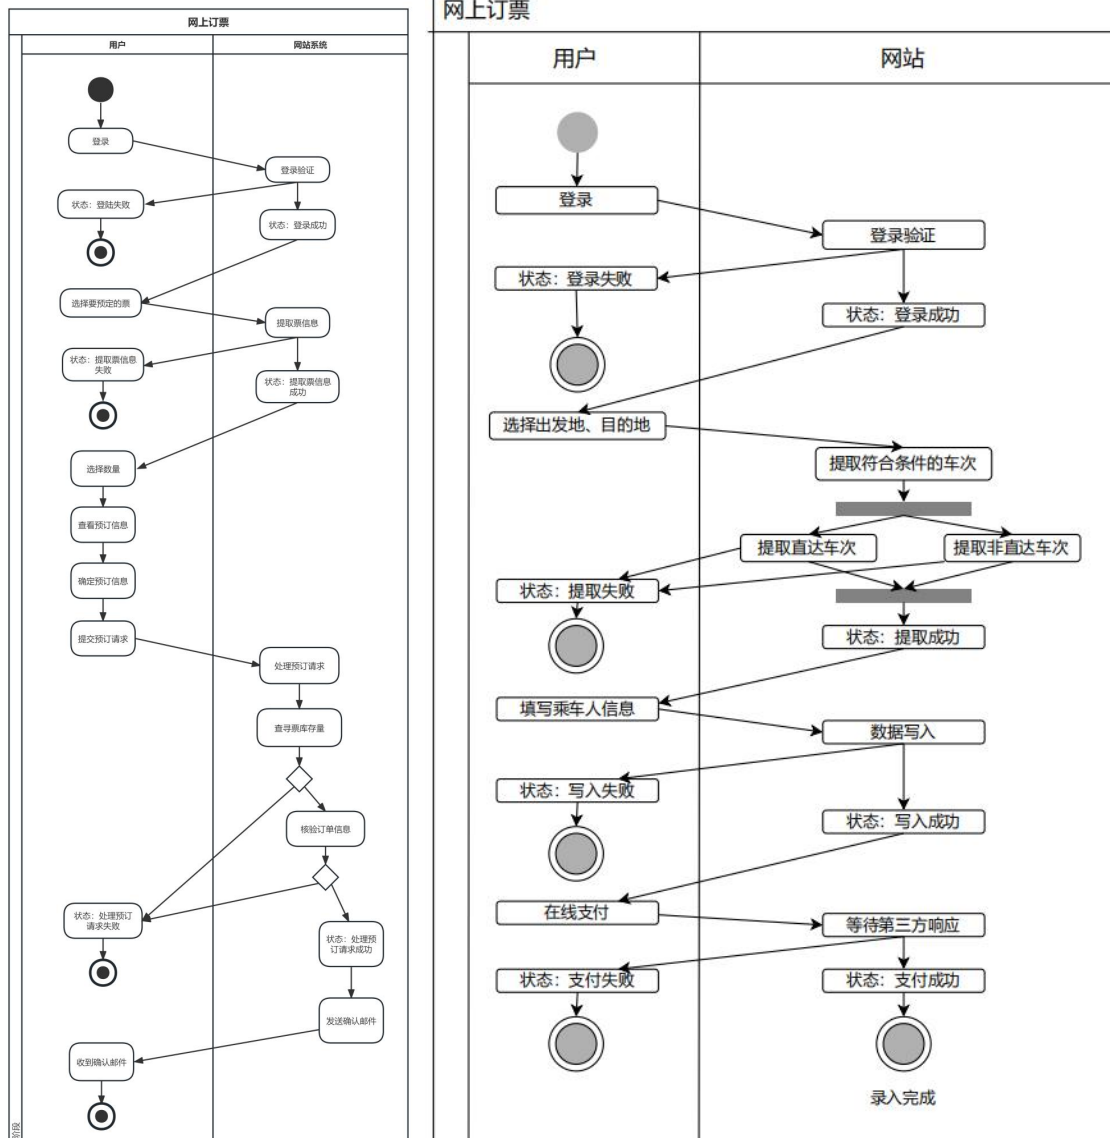 网上订票
用户
网站系统
登录
登录验证
状态：登陆失败
状态：登录成功
选择要预定的票
提取票信息
状态：提取票信息
失败
状态：提取票信息
成功
选择数量
查看预订信息
确定预订信息
提交预订请求
处理预订请求
查寻票库存量
核验订单信息
状态：处理预订
请求失败
状态：处理预
订请求成功
发送确认邮件
收到确认邮件
阶段
网上订票
用户
网站
登录
登录验证
状态：登录失败
状态：登录成功
选择出发地、目的地
提取符合条件的车次
提取直达车次
提取非直达车次
状态：提取失败
状态：提取成功
填写乘车人信息
数据写入
状态：写入失败
状态：写入成功
在线支付
等待第三方响应
状态：支付失败
状态：支付成功
录入完成